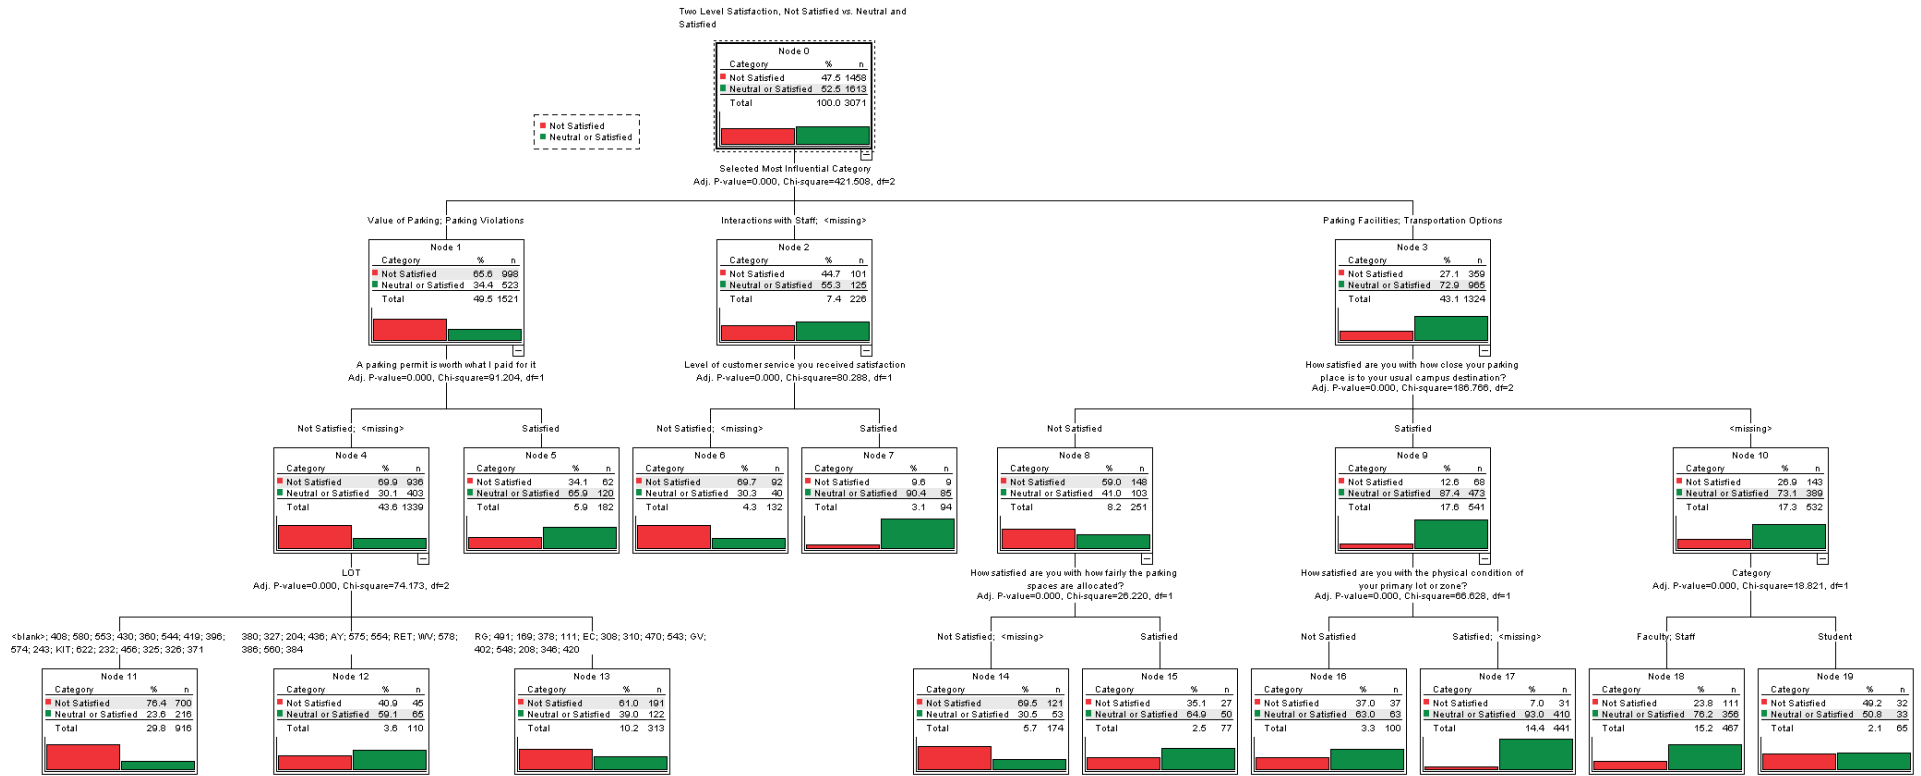 Two Level Satisfaction, Not Satisfied vs. Neutral and
Satisfied
Node 0
Category % n
Not Satisfied 47.5 1458
Neutral or Satisfied 52.5 1613
Total 100.0 3071
Not Satisfied
Neutral or Satisfied
Selected Most Influential Category
Adj. P-value=0.000, Chi-square=421.508, df=2
Value of Parking; Parking Violations
Interactions with Staff; <missing>
Parking Facilities; Transportation Options
Node 1
Category % n
Not Satisfied 65.6 998
Neutral or Satisfied 34.4 523
Total 49.5 1521
Node 2
Category % n
Not Satisfied 44.7 101
Neutral or Satisfied 55.3 125
Total 7.4 226
Node 3
Category % n
Not Satisfied 27.1 359
Neutral or Satisfied 72.9 965
Total 43.1 1324
A parking permit is worth what I paid for it
Adj. P-value=0.000, Chi-square=91.204, df=1
Level of customer service you received satisfaction
Adj. P-value=0.000, Chi-square=80.288, df=1
How satisfied are you with how close your parking
place is to your usual campus destination?
Adj. P-value=0.000, Chi-square=186.766, df=2
Not Satisfied; <missing>
Satisfied
Not Satisfied; <missing>
Satisfied
Not Satisfied
Satisfied
<missing>
Node 4
Category % n
Not Satisfied 69.9 936
Neutral or Satisfied 30.1 403
Total 43.6 1339
Node 5
Category % n
Not Satisfied 34.1 62
Neutral or Satisfied 65.9 120
Total 5.9 182
Node 6
Category % n
Not Satisfied 69.7 92
Neutral or Satisfied 30.3 40
Total 4.3 132
Node 7
Category % n
Not Satisfied 9.6 9
Neutral or Satisfied 90.4 85
Total 3.1 94
Node 8
Category % n
Not Satisfied 59.0 148
Neutral or Satisfied 41.0 103
Total 8.2 251
Node 9
Category % n
Not Satisfied 12.6 68
Neutral or Satisfied 87.4 473
Total 17.6 541
Node 10
Category % n
Not Satisfied 26.9 143
Neutral or Satisfied 73.1 389
Total 17.3 532
LOT
Adj. P-value=0.000, Chi-square=74.173, df=2
How satisfied are you with how fairly the parking
spaces are allocated?
Adj. P-value=0.000, Chi-square=26.220, df=1
How satisfied are you with the physical condition of
your primary lot or zone?
Adj. P-value=0.000, Chi-square=66.628, df=1
Category
Adj. P-value=0.000, Chi-square=18.821, df=1
<blank>; 408; 580; 553; 430; 360; 544; 419; 396;
574; 243; KIT; 622; 232; 456; 325; 326; 371
380; 327; 204; 436; AY; 575; 554; RET; WV; 578;
386; 560; 384
RG; 491; 169; 378; 111; EC; 308; 310; 470; 543; GV;
402; 548; 208; 346; 420
Not Satisfied; <missing>
Satisfied
Not Satisfied
Satisfied; <missing>
Faculty; Staff
Student
Node 11
Category % n
Not Satisfied 76.4 700
Neutral or Satisfied 23.6 216
Total 29.8 916
Node 12
Category % n
Not Satisfied 40.9 45
Neutral or Satisfied 59.1 65
Total 3.6 110
Node 13
Category % n
Not Satisfied 61.0 191
Neutral or Satisfied 39.0 122
Total 10.2 313
Node 14
Category % n
Not Satisfied 69.5 121
Neutral or Satisfied 30.5 53
Total 5.7 174
Node 15
Category % n
Not Satisfied 35.1 27
Neutral or Satisfied 64.9 50
Total 2.5 77
Node 16
Category % n
Not Satisfied 37.0 37
Neutral or Satisfied 63.0 63
Total 3.3 100
Node 17
Category % n
Not Satisfied 7.0 31
Neutral or Satisfied 93.0 410
Total 14.4 441
Node 18
Category % n
Not Satisfied 23.8 111
Neutral or Satisfied 76.2 356
Total 15.2 467
Node 19
Category % n
Not Satisfied 49.2 32
Neutral or Satisfied 50.8 33
Total 2.1 65